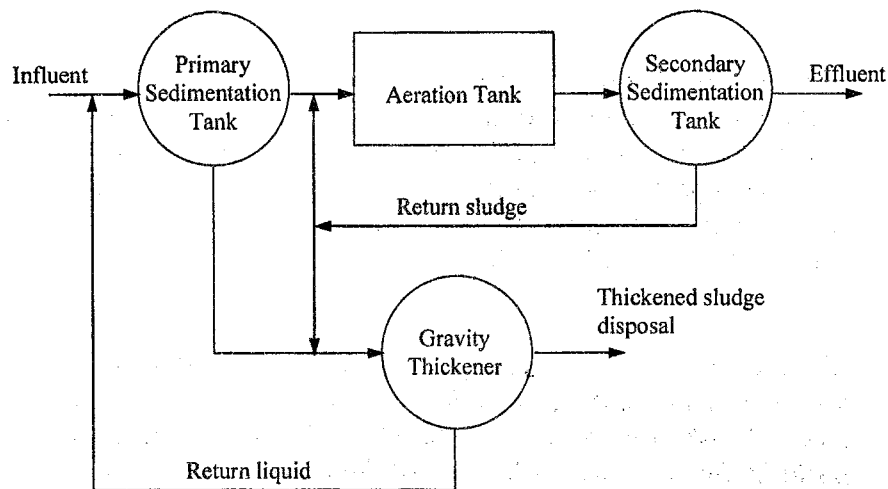 Influent
Primary
Sedimentation
Tank
Aeration Tank
Secondary
Sedimentation
Tank
Effluent
Return sludge
Gravity
Thickener
Thickened sludge
disposal
Return liquid